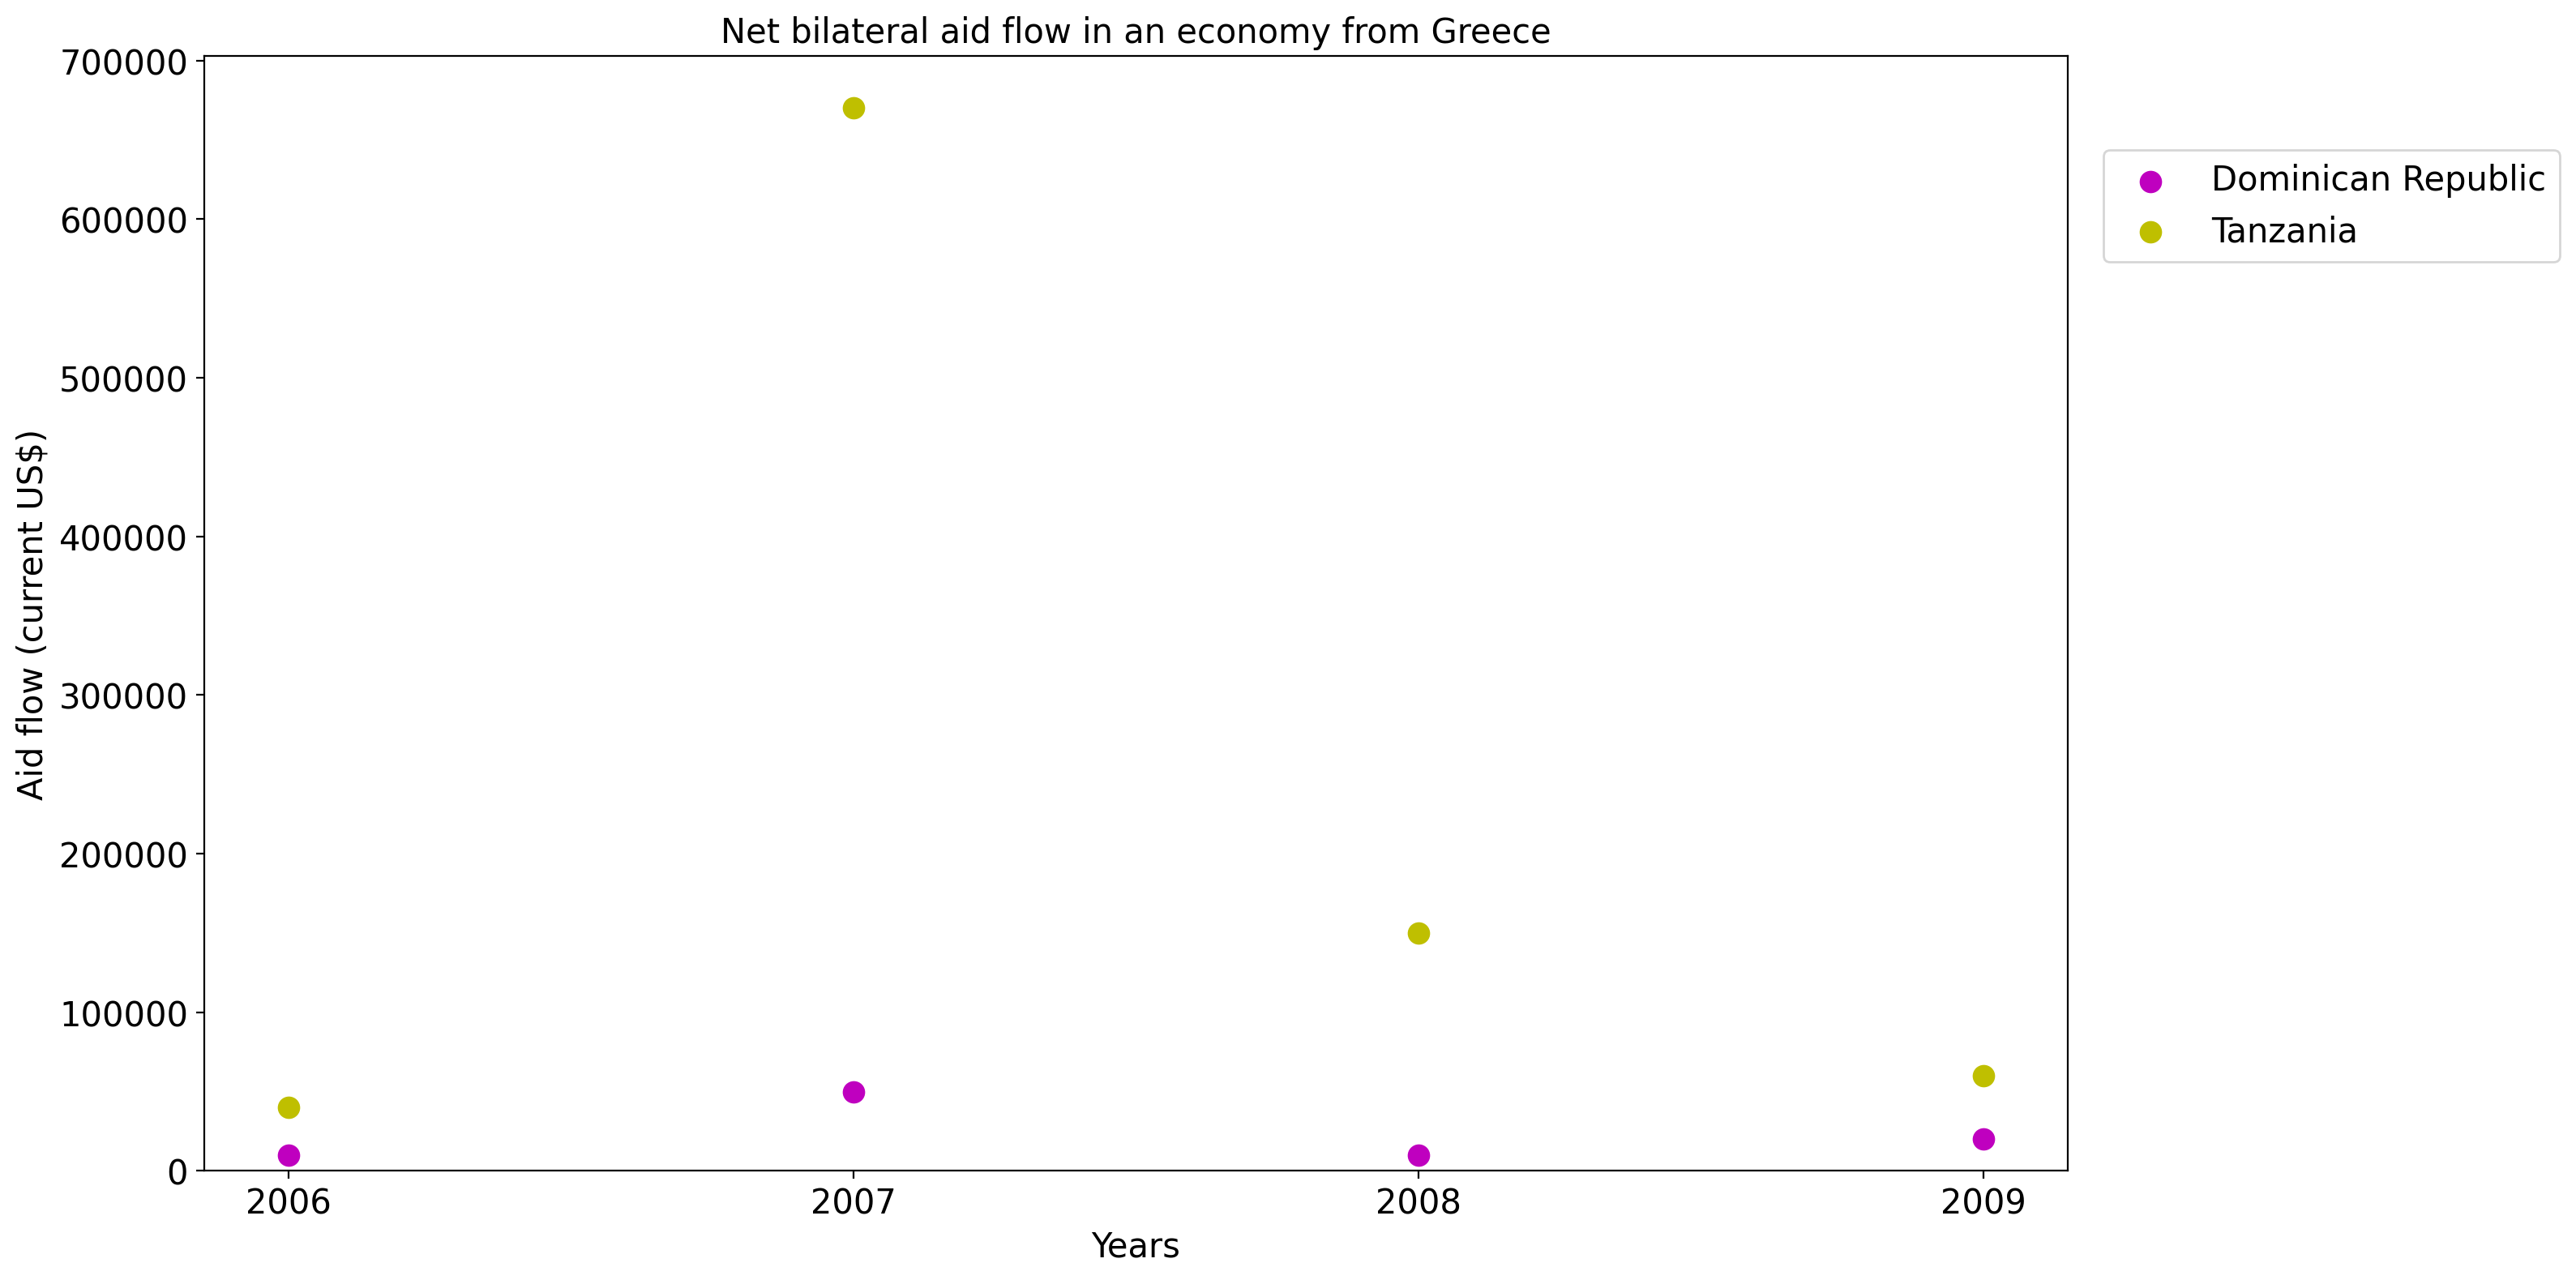 Net bilateral aid flow in an economy from Greece
700000
600000
500000
400000
300000
200000
100000
0
Aid flow (current US$)
2006 2007 2008 2009
Years
Dominican Republic
Tanzania